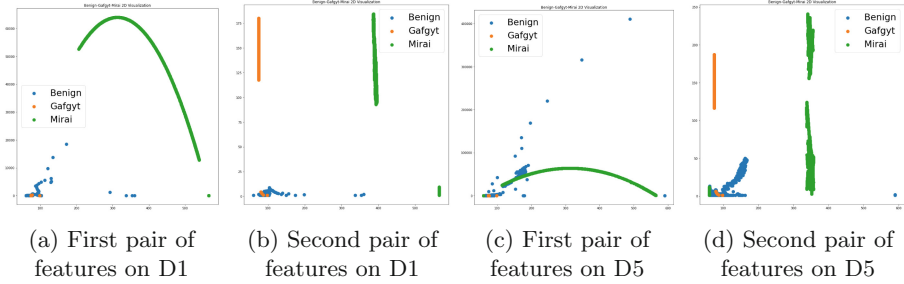 Benign-Gafgyt-Mirai 2D Visualization
Benign
Gafgyt
Mirai
Benign-Gafgyt-Mirai 2D Visualization
Benign
Gafgyt
Mirai
Benign-Gafgyt-Mirai 2D Visualization
Benign
Gafgyt
Mirai
Benign-Gafgyt-Mirai 2D Visualization
Benign
Gafgyt
Mirai
(a) First pair of
features on D1
(b) Second pair of
features on D1
(c) First pair of
features on D5
(d) Second pair of
features on D5